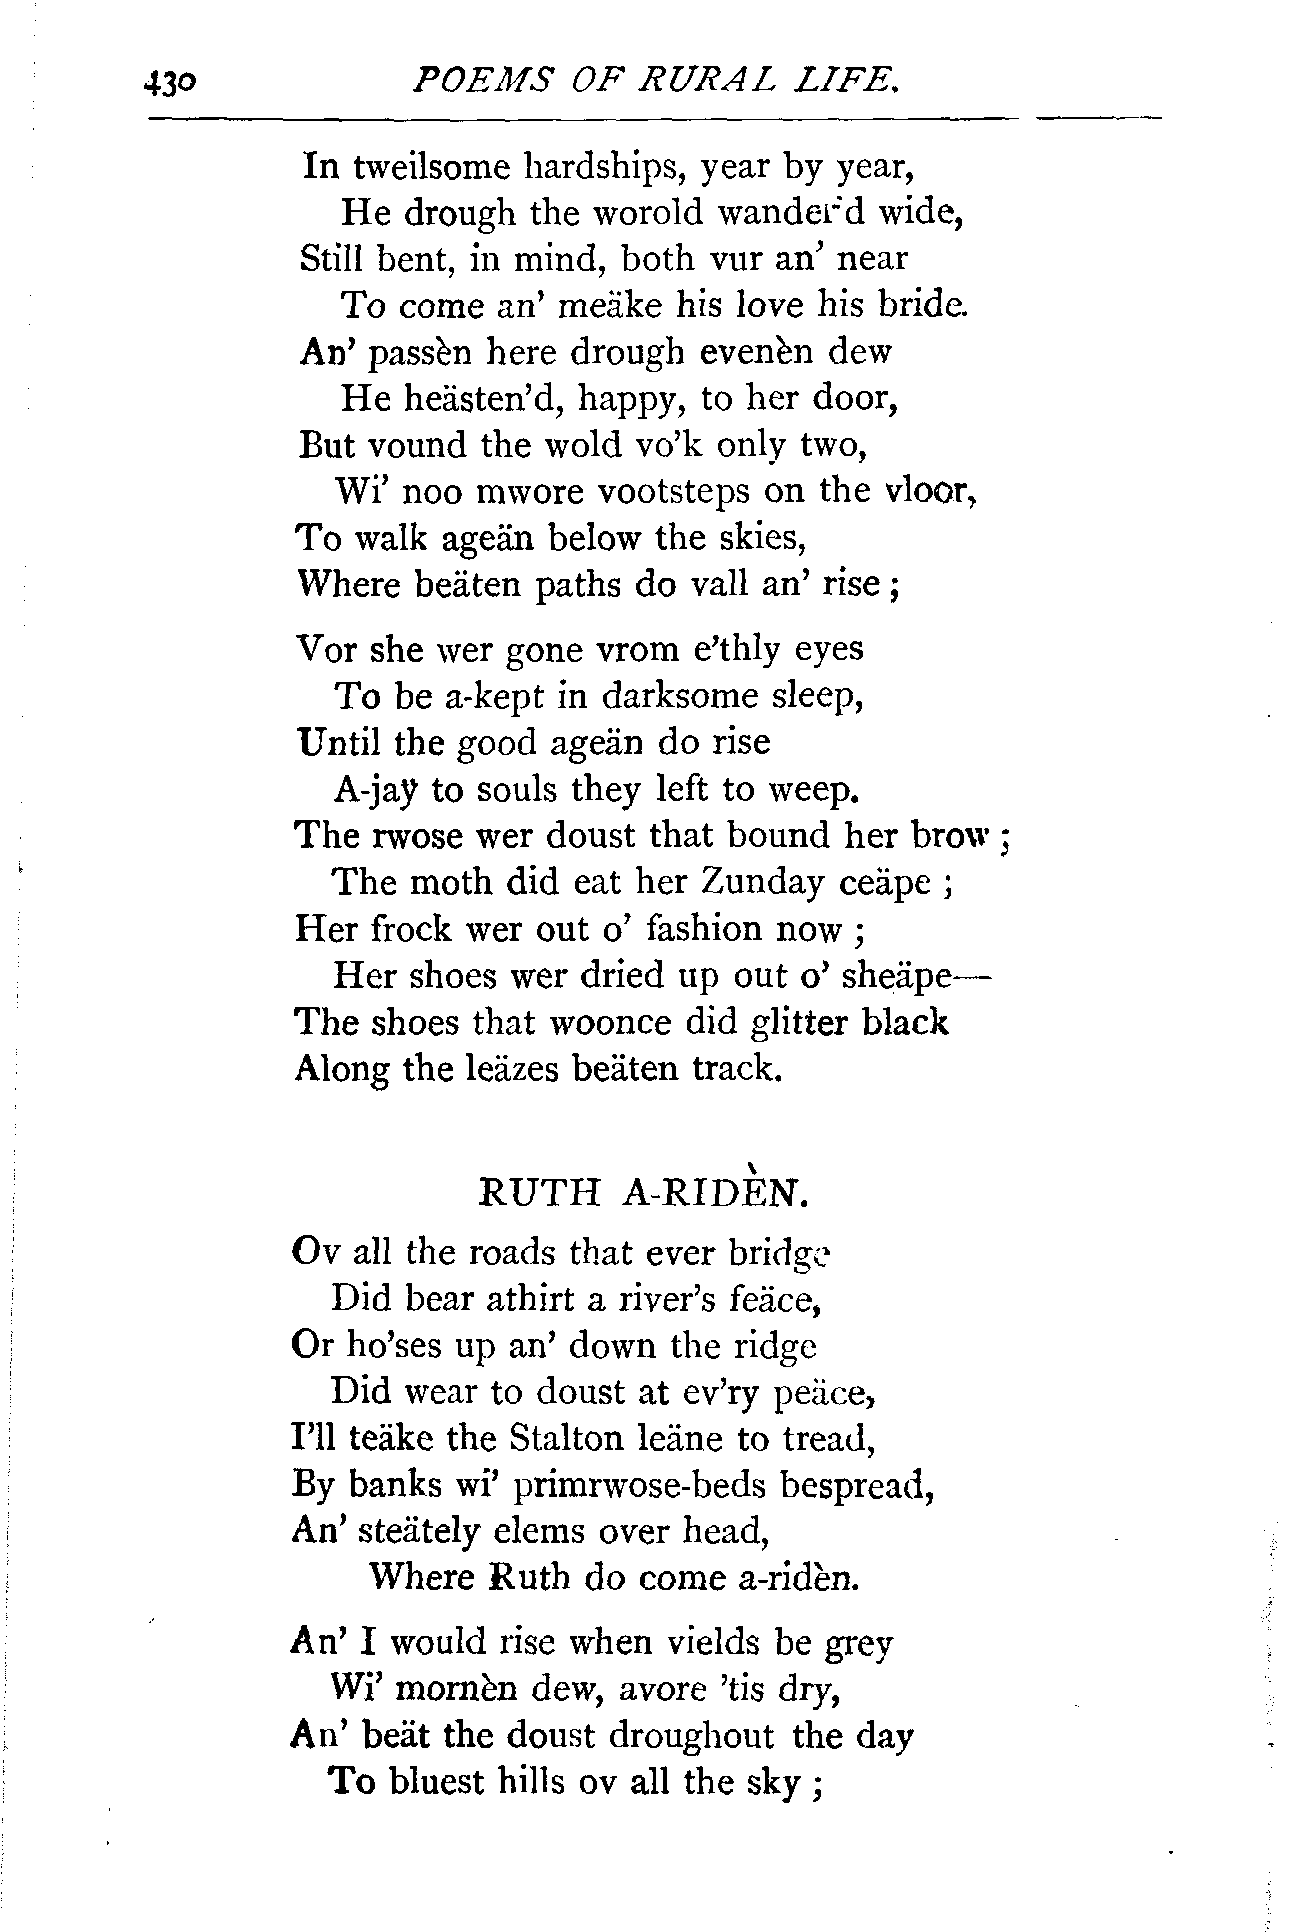 430 POEMS OF RURAL LIFE.
In tweilsome hardships, year by year,
He drough the worold wander'd wide,
Still bent, in mind, both vur an' near
To come an' meäke his love his bride.
An' passèn here drough evenèn dew
He heästen'd, happy, to her door,
But vound the wold vo'k only two,
Wi' noo mwore vootsteps on the vloor,
To walk ageän below the skies,
Where beäten paths do vall an' rise ;
Vor she wer gone vrom e'thly eyes
To be a-kept in darksome sleep,
Until the good ageän do rise
A-jaÿ to souls they left to weep.
The rwose wer doust that bound her brow ;
The moth did eat her Zunday ceäpe ;
Her frock wer out o' fashion now ;
Her shoes wer dried up out o' sheäpe—
The shoes that woonce did glitter black
Along the leäzes beäten track.
RUTH A-RIDÈN.
Ov all the roads that ever bridge
Did bear athirt a river's feäce,
Or ho'ses up an' down the ridge
Did wear to doust at ev'ry peäce,
I'll teäke the Stalton leäne to tread,
By banks wi' primrwose-beds bespread,
An' steätely elems over head,
Where Ruth do come a-ridèn.
An' I would rise when vields be grey
Wi' mornèn dew, avore 'tis dry,
An' beät the doust droughout the day
To bluest hills ov all the sky ;